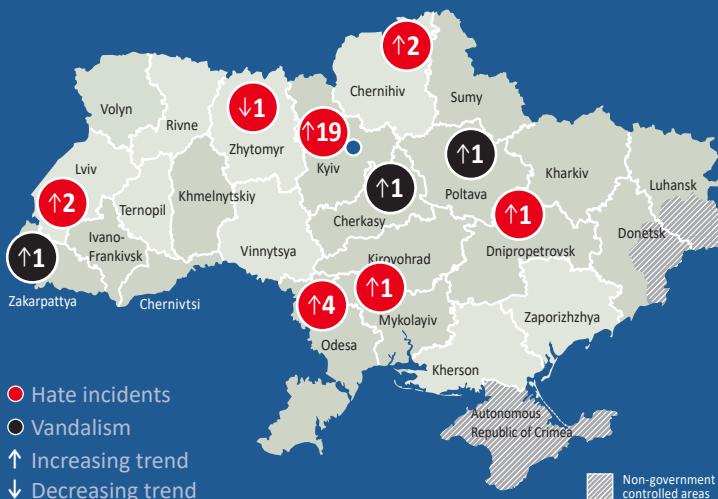 ↑2
Chernihiv
Sumy
Volyn
Rivne
↓1
Zhytomyr
↑19
Kyiv
↑1
Poltava
Kharkiv
Luhansk
Lviv
↑2
Ternopil
Khmelnytskiy
↑1
Cherkasy
↑1
Dnipropetrovsk
Donetsk
Ivano-
Frankivsk
Vinnytsya
Kirovohrad
↑1
Zakarpattya
Chernivtsi
↑4
Odesa
↑1
Mykolayiv
Zaporizhzhya
Kherson
Autonomous
Republic of Crimea
Hate incidents
Vandalism
↑ Increasing trend
↓ Decreasing trend
Non-government
controlled areas